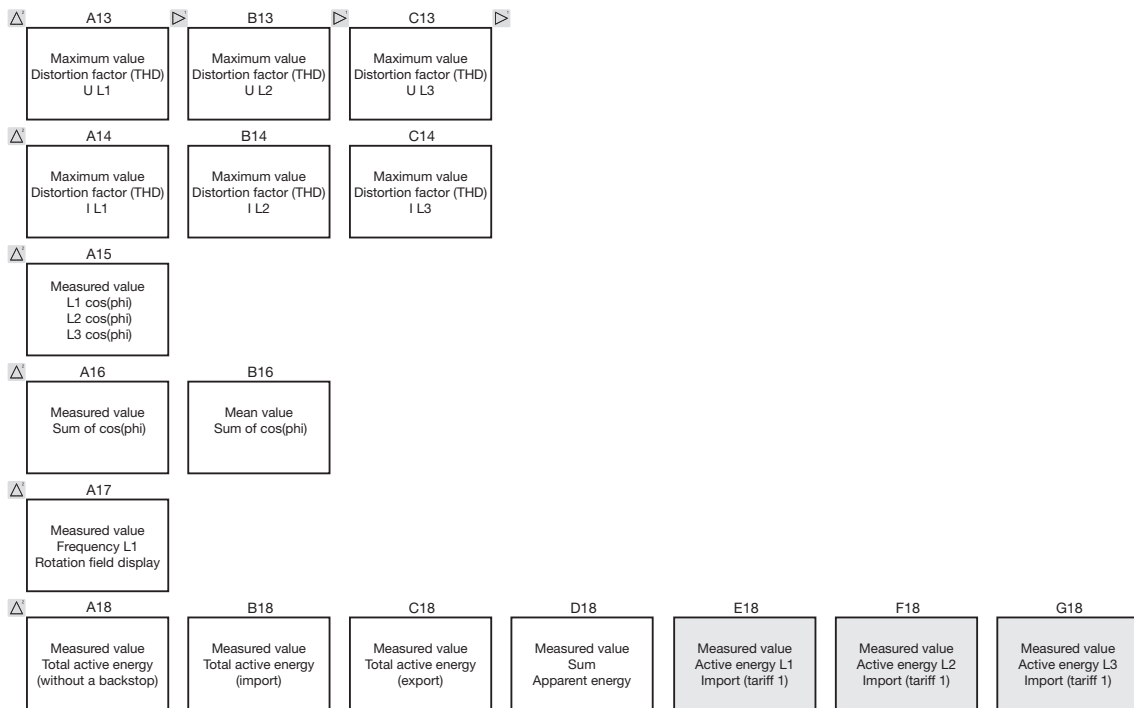 A13 B13 C13
Maximum value
Distortion factor (THD)
U L1
Maximum value
Distortion factor (THD)
U L2
Maximum value
Distortion factor (THD)
U L3
A14 B14 C14
Maximum value
Distortion factor (THD)
I L1
Maximum value
Distortion factor (THD)
I L2
Maximum value
Distortion factor (THD)
I L3
A15
Measured value
L1 cos(phi)
L2 cos(phi)
L3 cos(phi)
A16 B16
Measured value
Sum of cos(phi)
Mean value
Sum of cos(phi)
A17
Measured value
Frequency L1
Rotation field display
A18 B18 C18 D18 E18 F18 G18
Measured value
Total active energy
(without a backstop)
Measured value
Total active energy
(import)
Measured value
Total active energy
(export)
Measured value
Sum
Apparent energy
Measured value
Active energy L1
Import (tariff 1)
Measured value
Active energy L2
Import (tariff 1)
Measured value
Active energy L3
Import (tariff 1)